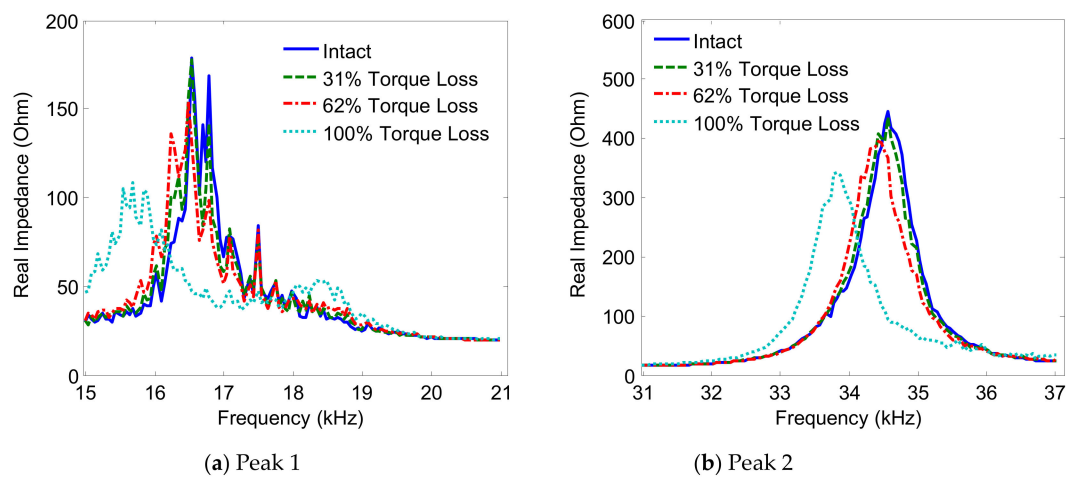 200
150
100
50
0
Real Impedance (Ohm)
Intact
31% Torque Loss
62% Torque Loss
100% Torque Loss
15 16 17 18 19 20 21
Frequency (kHz)
(a) Peak 1
600
500
400
300
200
100
0
Real Impedance (Ohm)
Intact
31% Torque Loss
62% Torque Loss
100% Torque Loss
31 32 33 34 35 36 37
Frequency (kHz)
(b) Peak 2